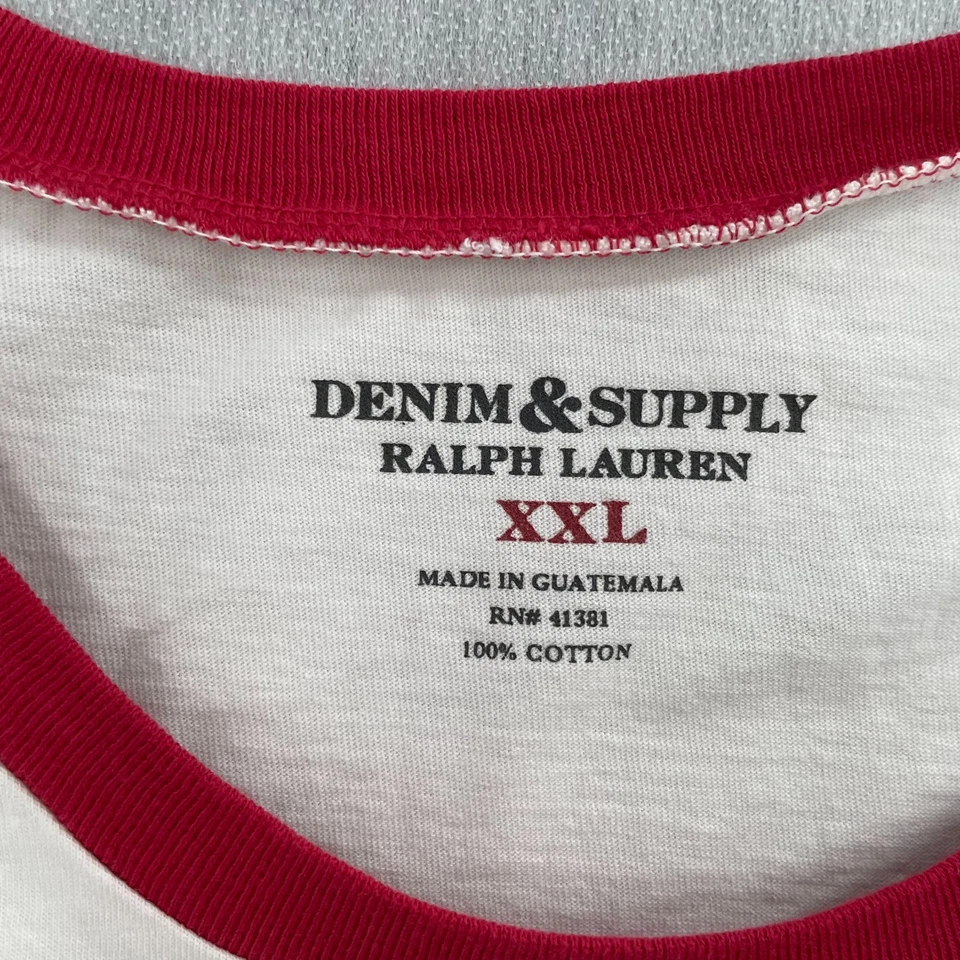 DENIM & SUPPLY
RALPH LAUREN
XXL
MADE IN GUATEMALA
RN# 41381
100% COTTON